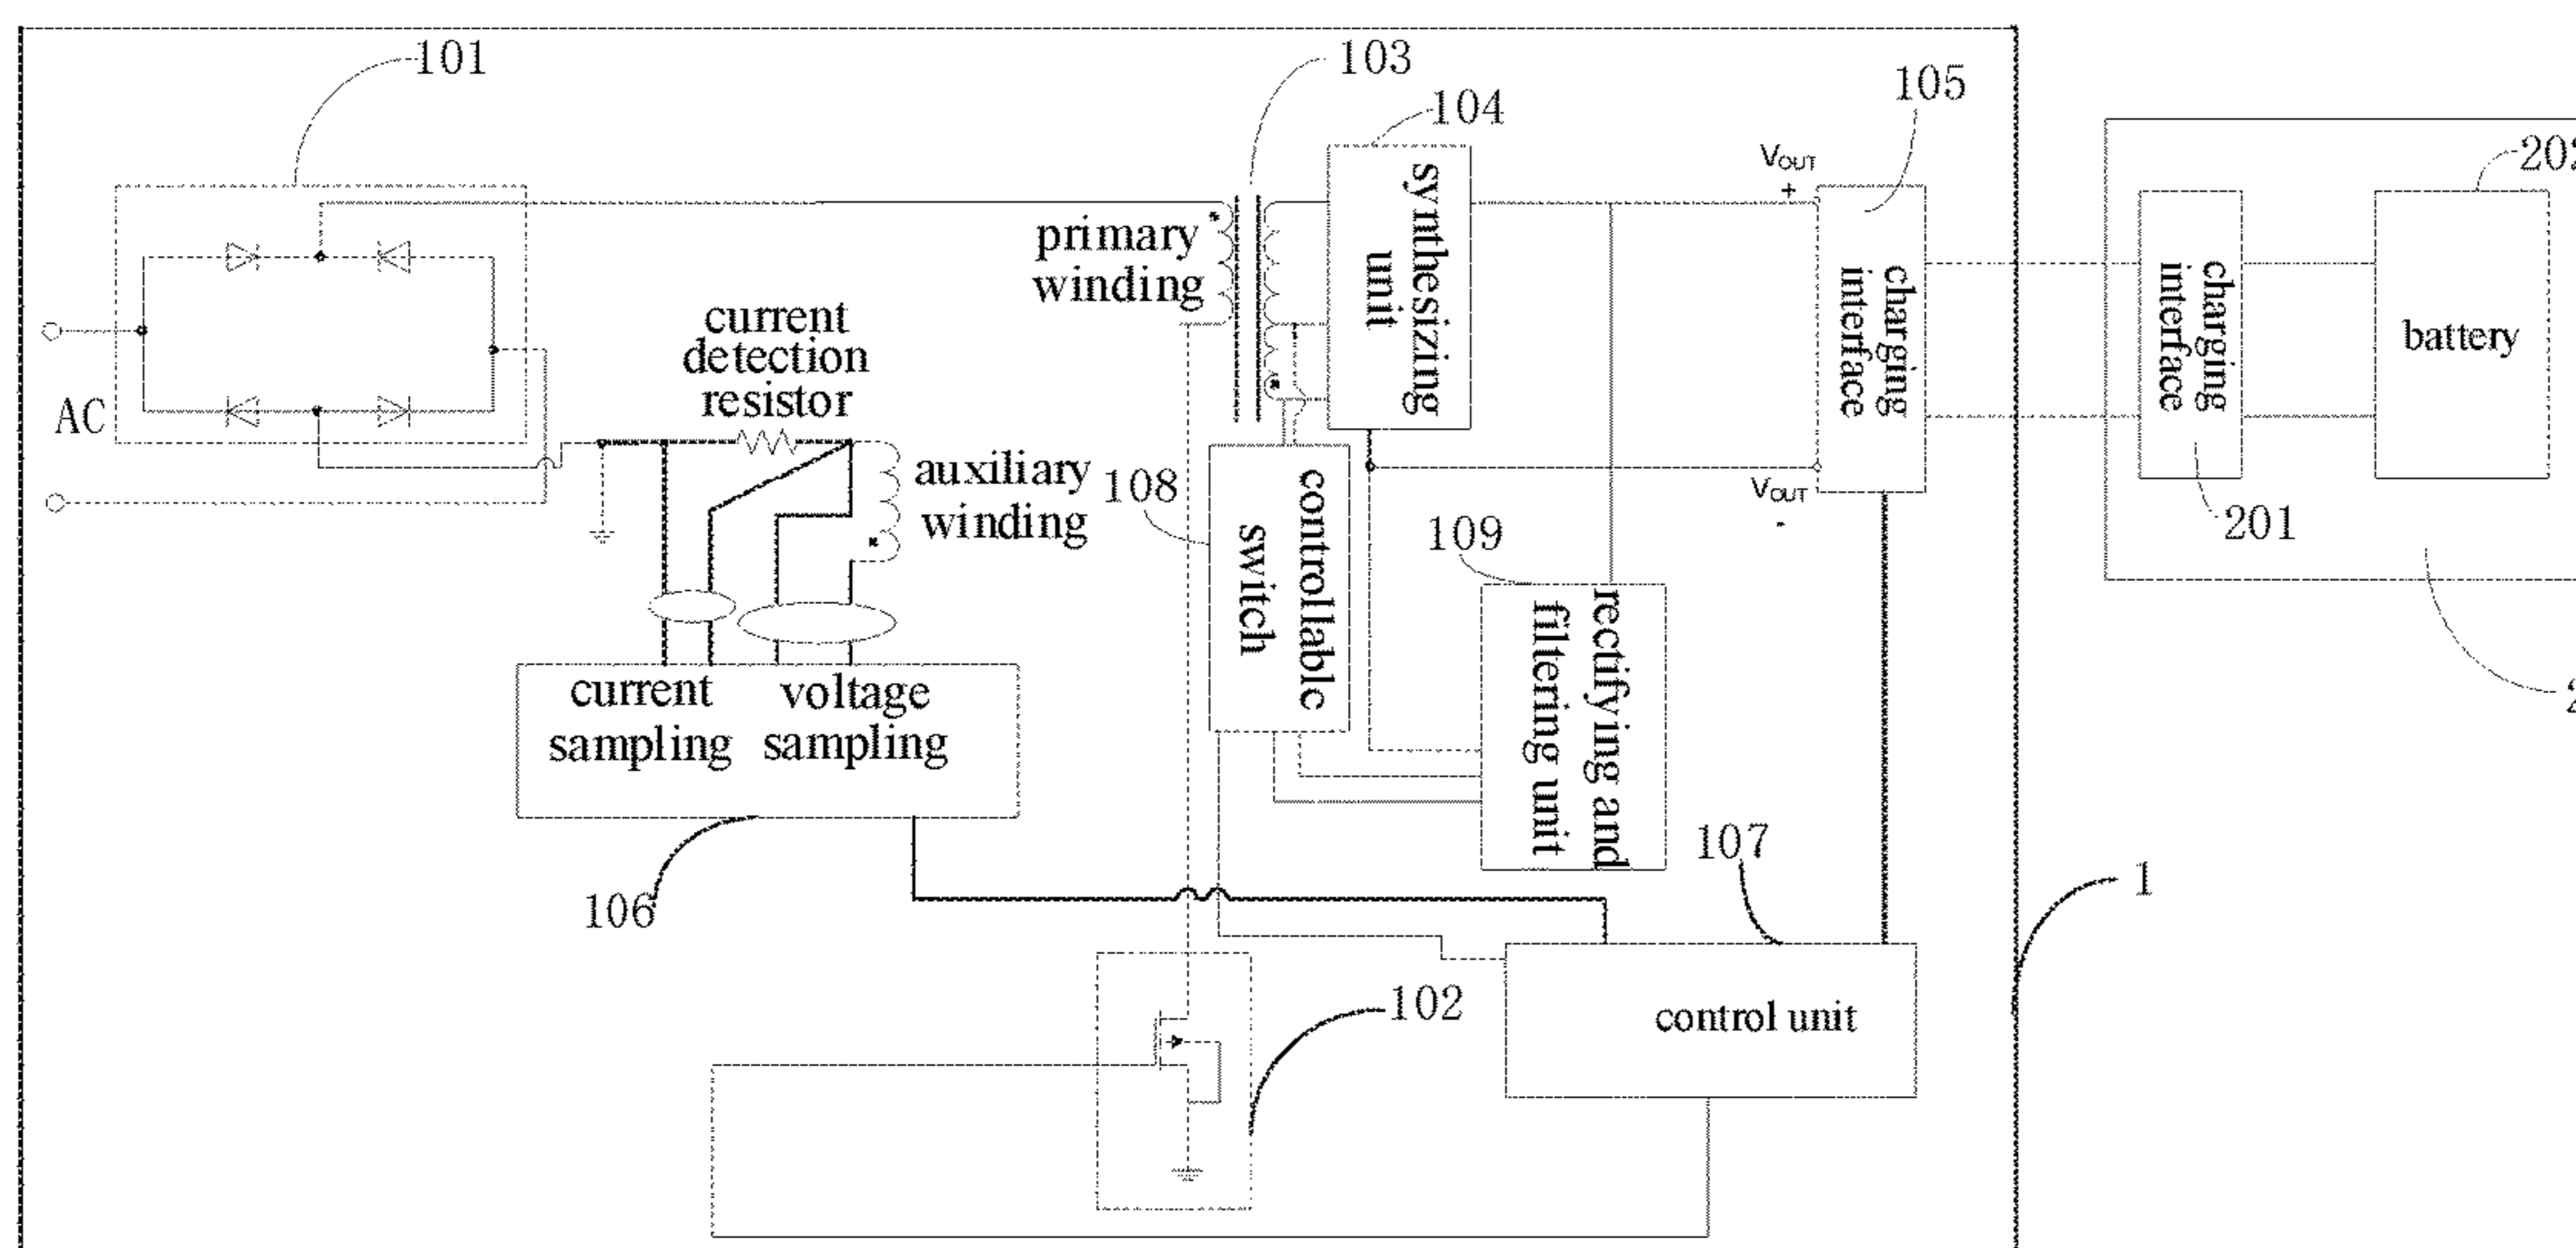 101
103
104
105
202
AC
primary
winding
current
detection
resistor
auxiliary
winding
synthesizing
unit
VOUT
+
VOUT
-
charging
interface
charging
interface
battery
201
108
controllable
switch
109
rectifying and
filtering unit
current
sampling
voltage
sampling
106
107
1
2
102
control unit